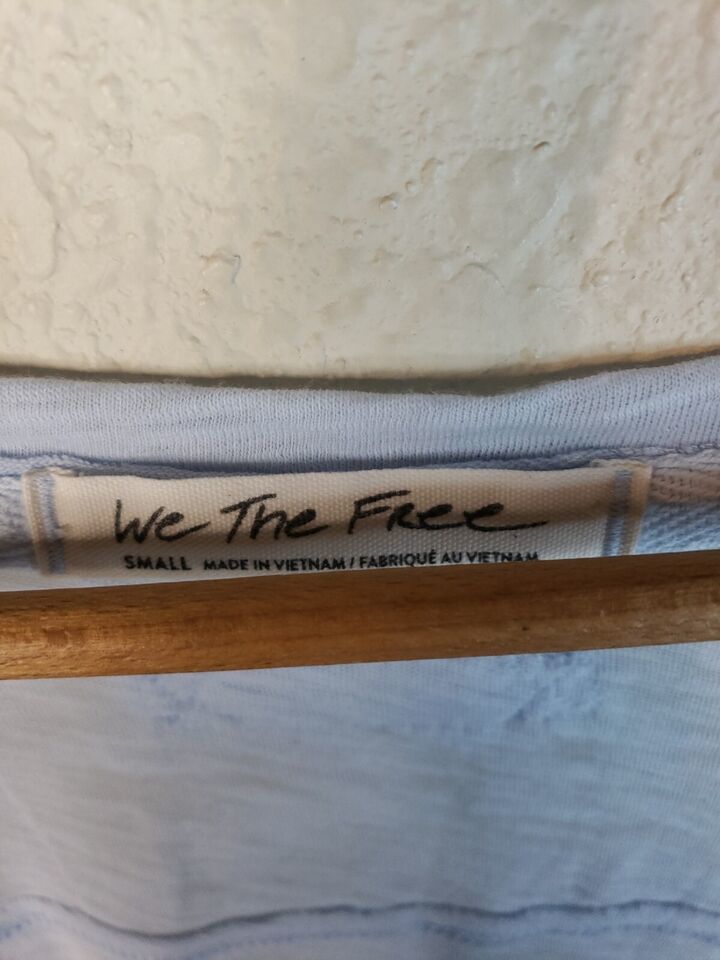 We The Free
SMALL MADE IN VIETNAM / FABRIQUÉ AU VIETNAM